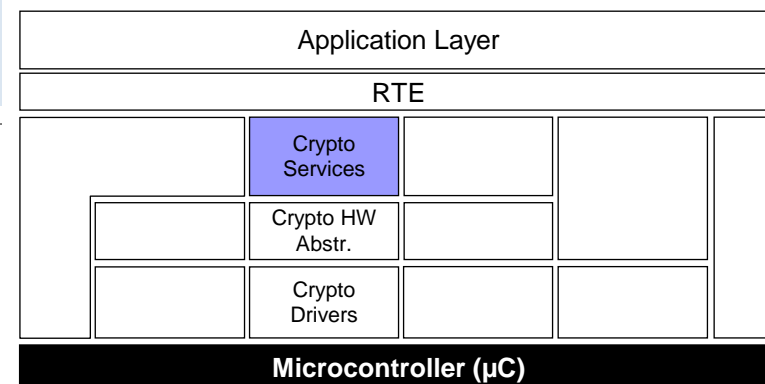 Application Layer
RTE
Crypto
Services
Crypto HW
Abstr.
Crypto
Drivers
Microcontroller (µC)